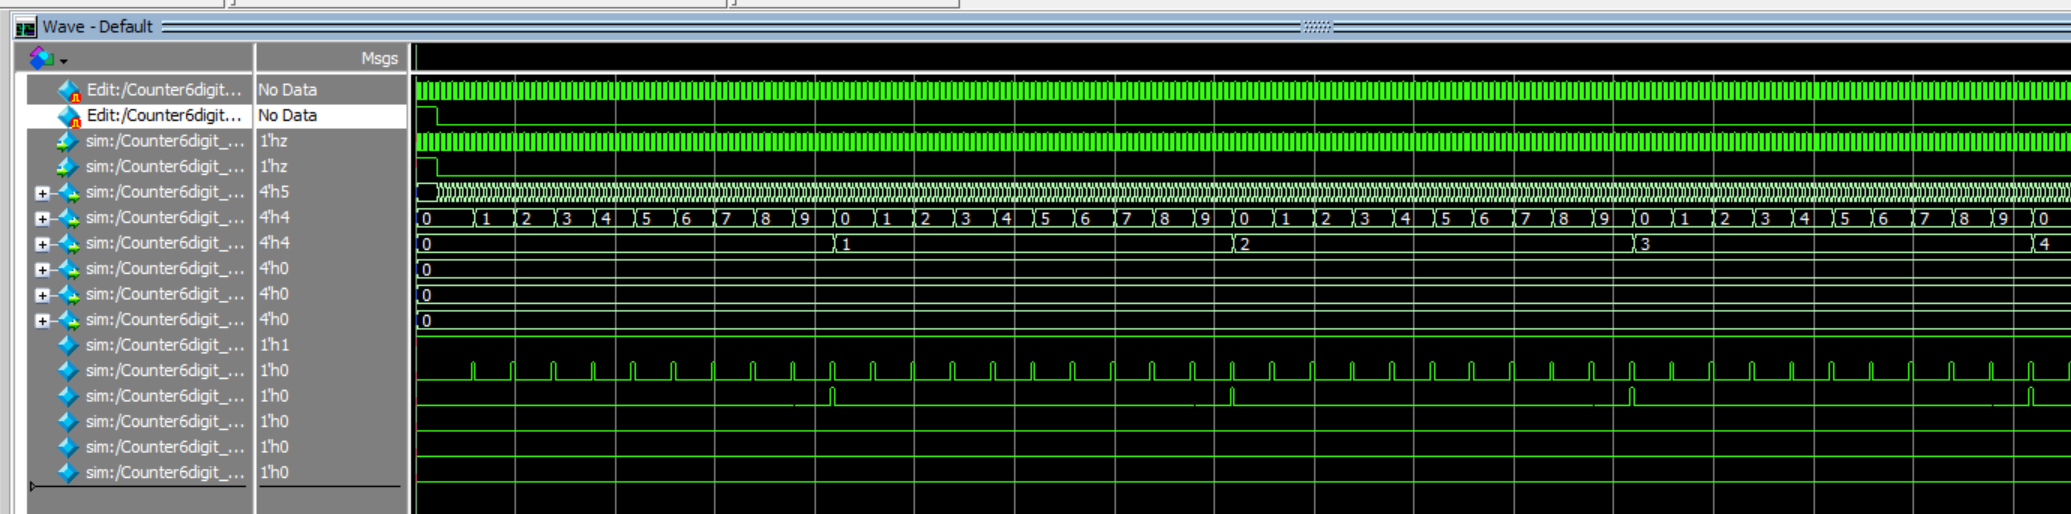 Wave - Default
Msgs
Edit:/Counter6digit... No Data
Edit:/Counter6digit... No Data
sim:/Counter6digit_... 1'hz
sim:/Counter6digit_... 1'hz
sim:/Counter6digit_... 4'h5
sim:/Counter6digit_... 4'h4 0 1 2 3 4 5 6 7 8 9 0 1 2 3 4 5 6 7 8 9 0 1 2 3 4 5 6 7 8 9 0 1 2 3 4 5 6 7 8 9 0
sim:/Counter6digit_... 4'h4 0 1 2 3 4
sim:/Counter6digit_... 4'h0 0
sim:/Counter6digit_... 4'h0 0
sim:/Counter6digit_... 4'h0 0
sim:/Counter6digit_... 1'h1
sim:/Counter6digit_... 1'h0
sim:/Counter6digit_... 1'h0
sim:/Counter6digit_... 1'h0
sim:/Counter6digit_... 1'h0
sim:/Counter6digit_... 1'h0